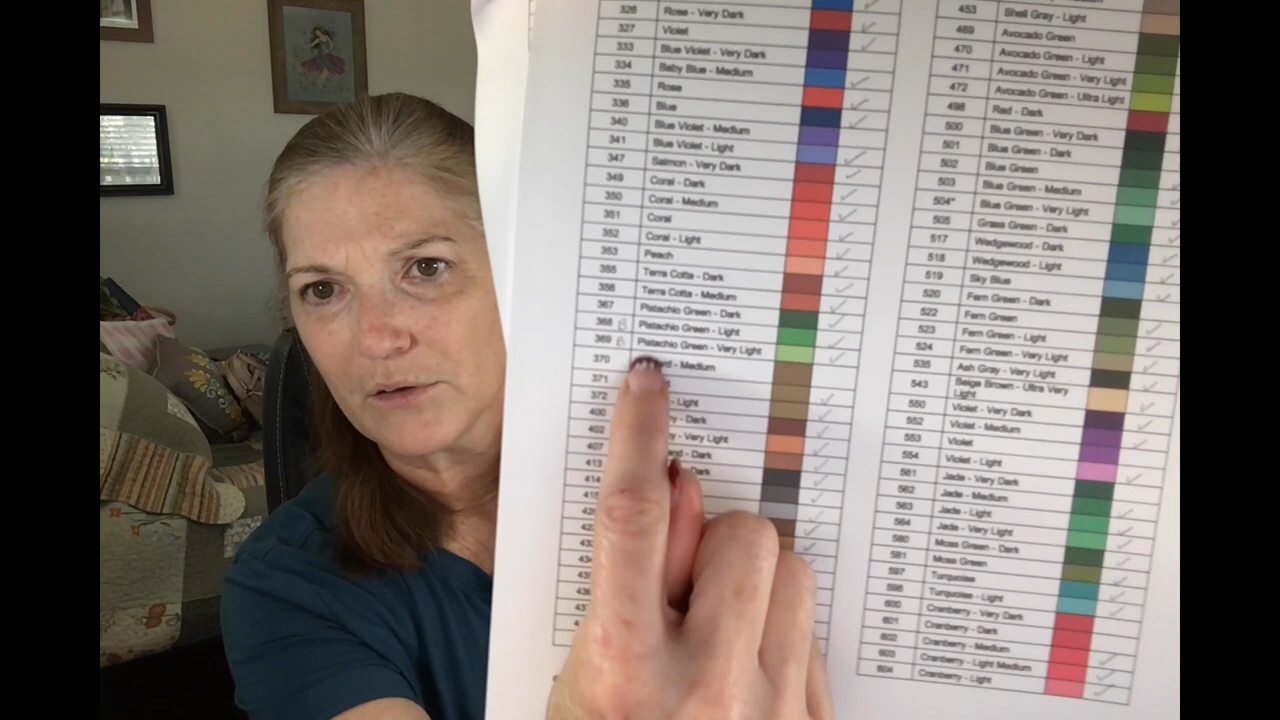 326 Rose - Very Dark
327 Violet
333 Blue Violet - Very Dark
334 Baby Blue - Medium
335 Rose
336 Blue
340 Blue Violet - Medium
341 Blue Violet - Light
347 Salmon - Very Dark
349 Coral - Dark
350 Coral - Medium
351 Coral
352 Coral - Light
353 Peach
355 Terra Cotta - Dark
356 Terra Cotta - Medium
367 Pistachio Green - Dark
368 B Pistachio Green - Light
369 B Pistachio Green - Very Light
370 - Medium
371
372 - Light
400 - Dark
402 - Very Light
407 - Dark
413 Dark
414
453 Shell Gray - Light
469 Avocado Green
470 Avocado Green - Light
471 Avocado Green - Very Light
472 Avocado Green - Ultra Light
498 Red - Dark
500 Blue Green - Very Dark
501 Blue Green - Dark
502 Blue Green
503 Blue Green - Medium
504* Blue Green - Very Light
505 Grass Green - Dark
517 Wedgewood - Dark
518 Wedgewood - Light
519 Sky Blue
520 Fern Green - Dark
522 Fern Green
523 Fern Green - Light
524 Fern Green - Very Light
535 Ash Gray - Very Light
543 Beige Brown - Ultra Very
Light
550 Violet - Very Dark
552 Violet - Medium
553 Violet
554 Violet - Light
561 Jade - Very Dark
562 Jade - Medium
563 Jade - Light
564 Jade - Very Light
580 Moss Green - Dark
581 Moss Green
597 Turquoise
598 Turquoise - Light
600 Cranberry - Very Dark
601 Cranberry - Dark
602 Cranberry - Medium
603 Cranberry - Light Medium
604 Cranberry - Light